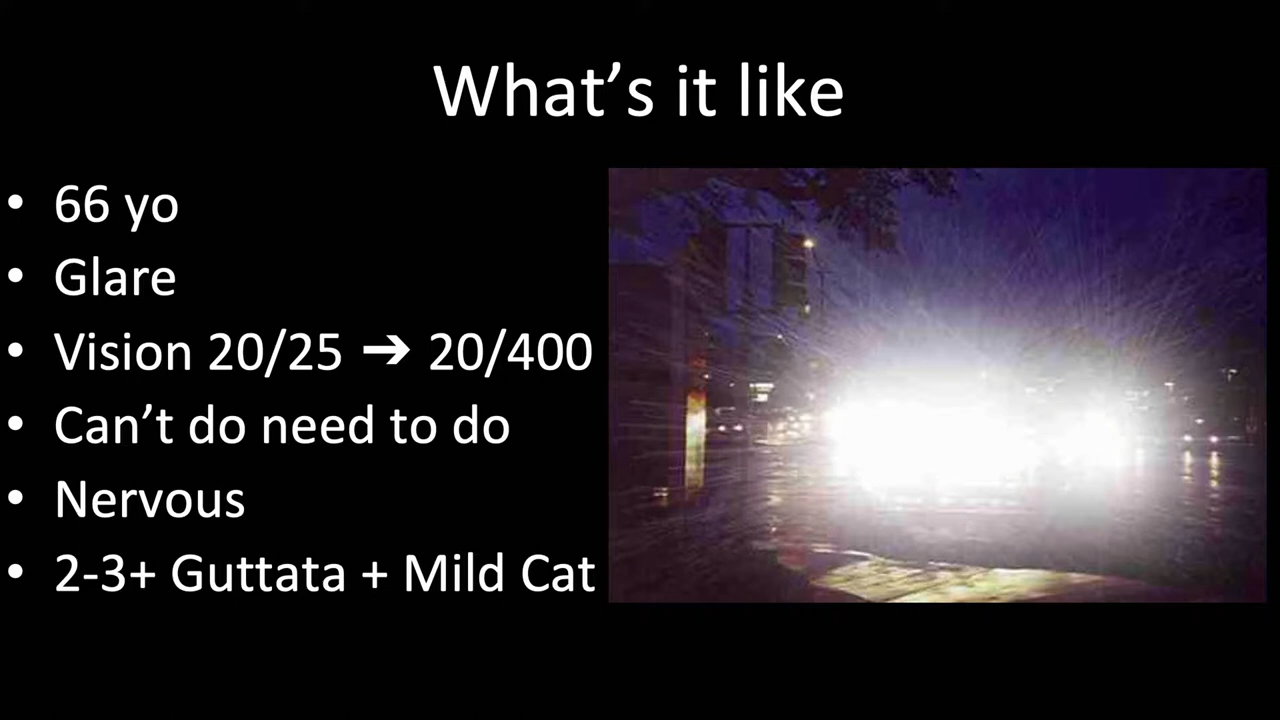 What’s it like
• 66 yo
• Glare
• Vision 20/25 ➔ 20/400
• Can’t do need to do
• Nervous
• 2-3+ Guttata + Mild Cat